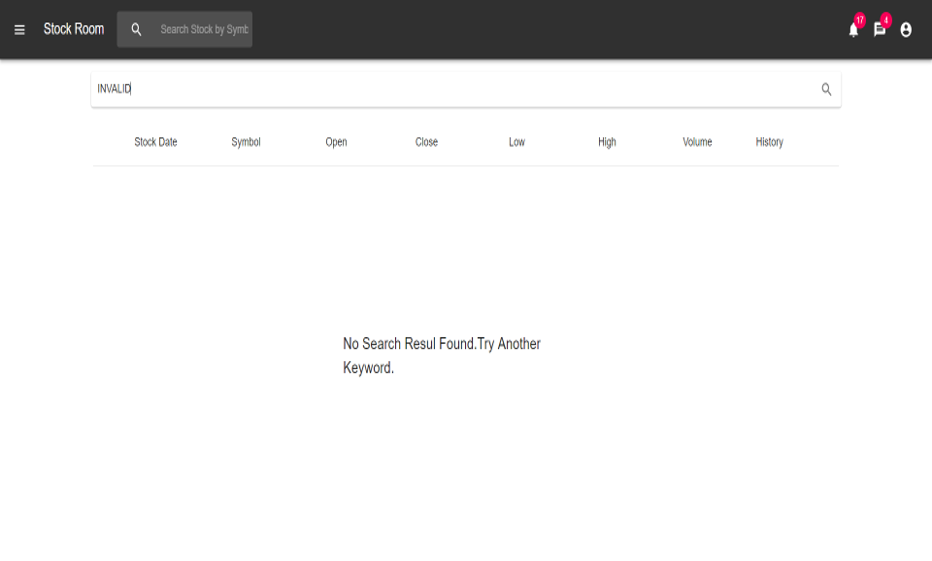 Stock Room
Search Stock by Symb
17
4
INVALID
Stock Date Symbol Open Close Low High Volume History
No Search Resul Found.Try Another
Keyword.